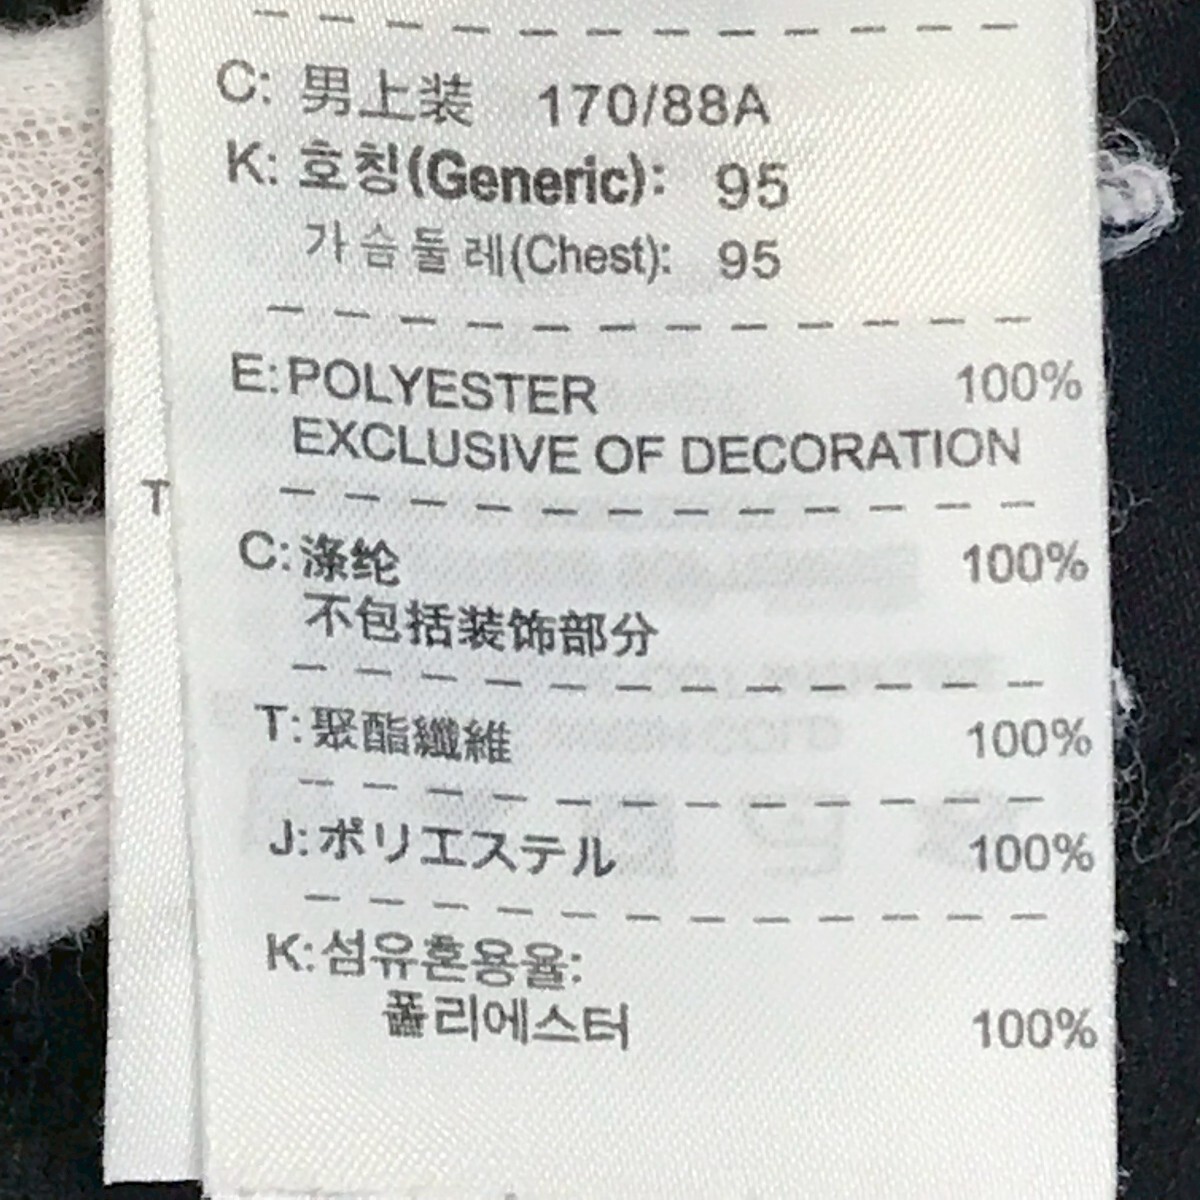 C: 男上装 170/88A
K: 호칭(Generic): 95
가슴둘레(Chest): 95
E: POLYESTER 100%
EXCLUSIVE OF DECORATION
T
C: 涤纶 100%
不包括装饰部分
T: 聚酯纖維 100%
J: ポリエステル 100%
K: 섬유혼용율:
폴리에스터 100%